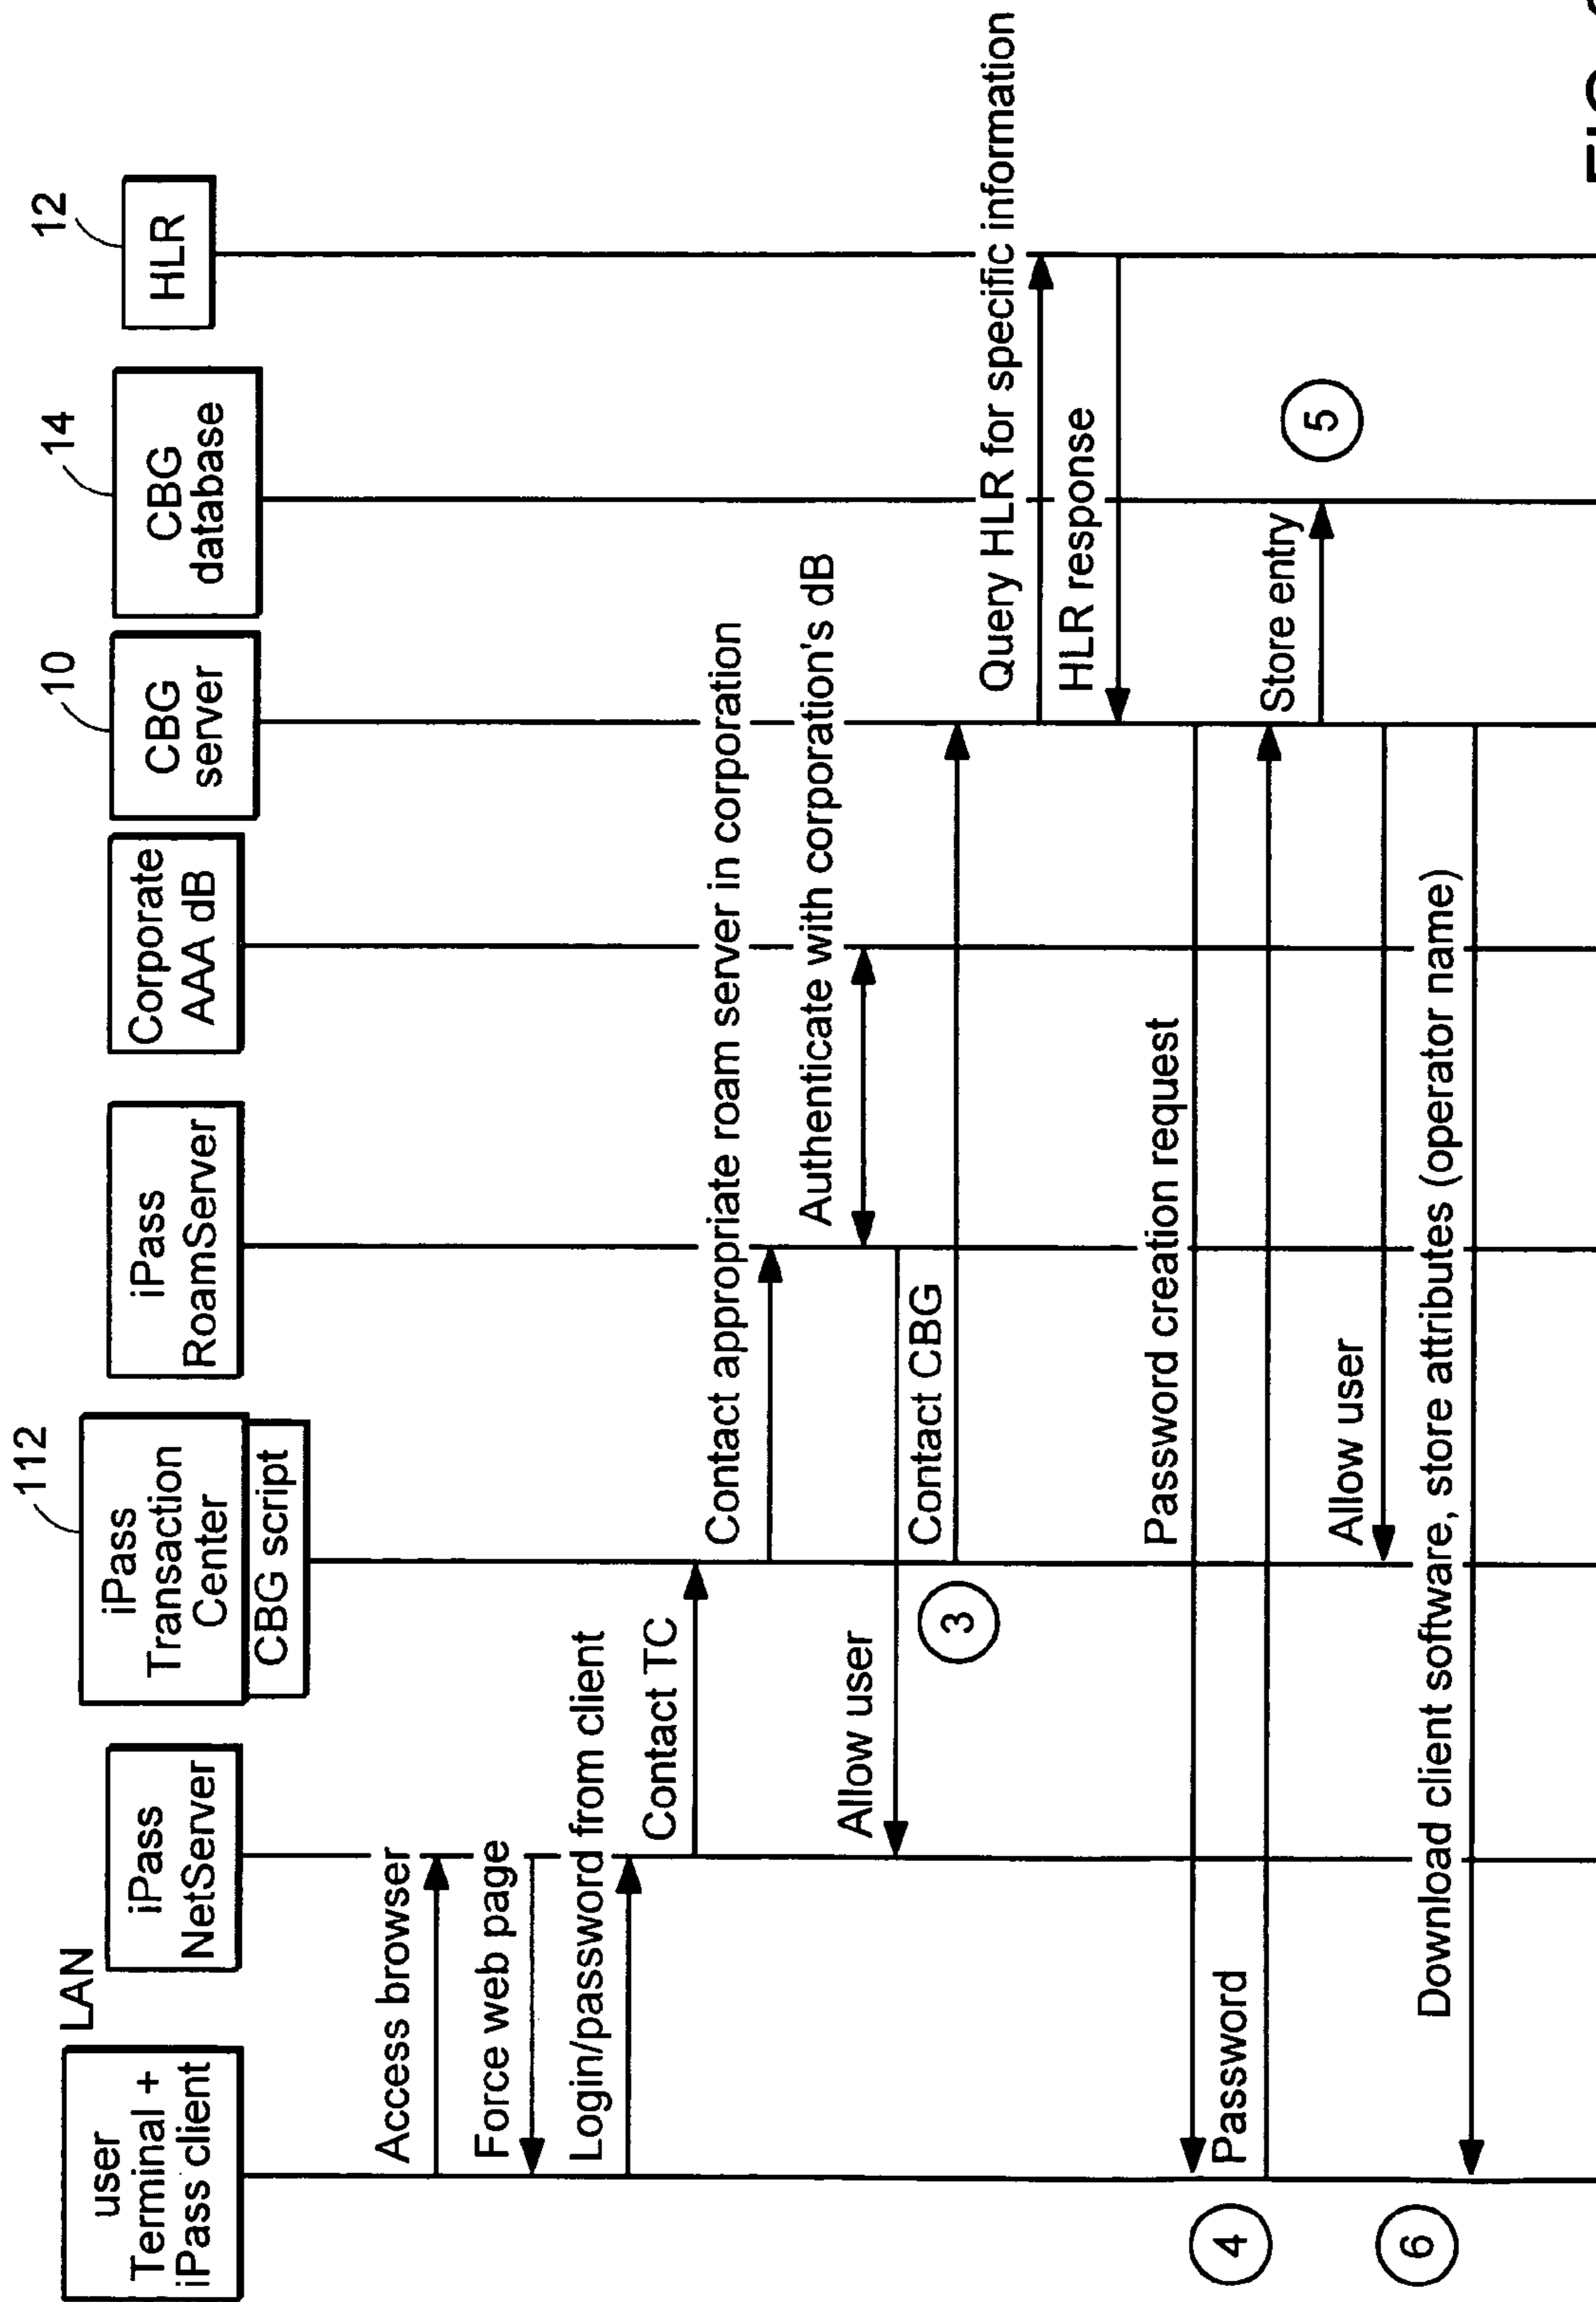 LAN
user
Terminal +
iPass client
iPass
NetServer
112
iPass
Transaction
Center
CBG script
iPass
RoamServer
Corporate
AAA dB
10
CBG
server
14
CBG
database
12
HLR
Access browser
Force web page
Login/password from client
Contact TC
Contact appropriate roam server in corporation
Authenticate with corporation's dB
Allow user
Contact CBG
3
Query HLR for specific information
HLR response
Password creation request
4
Password
Store entry
5
Allow user
6
Download client software, store attributes (operator name)